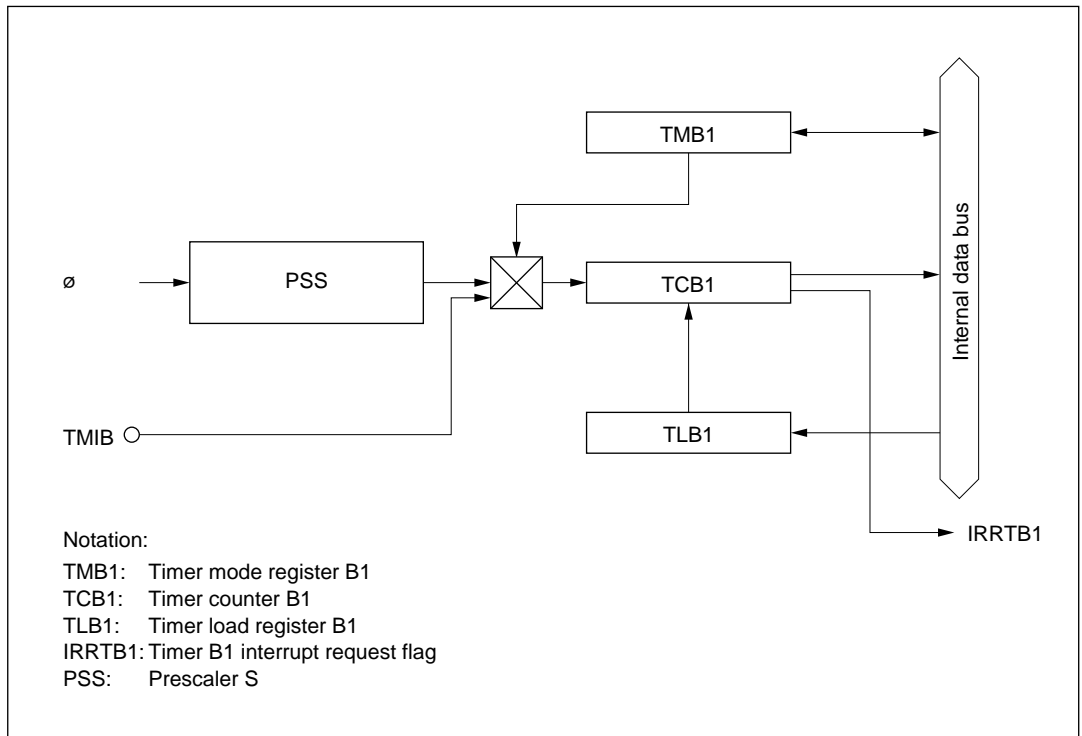 TMB1
ø
PSS
TCB1
Internal data bus
TMIB
TLB1
IRRTB1
Notation:
TMB1: Timer mode register B1
TCB1: Timer counter B1
TLB1: Timer load register B1
IRRTB1: Timer B1 interrupt request flag
PSS: Prescaler S